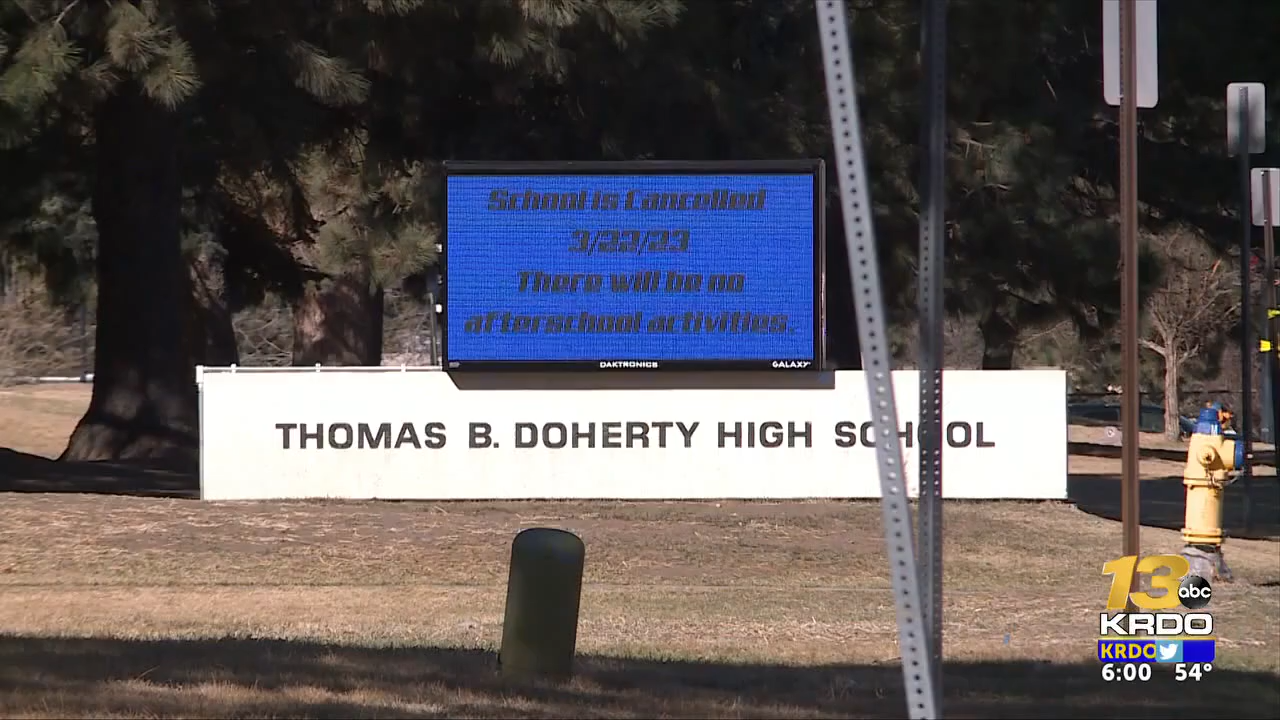 School is Cancelled
3/22/23
There will be no
afterschool activities.
DAKTRONICS GALAXY
THOMAS B. DOHERTY HIGH SCHOOL
13 abc
KRDO
KRDO
6:00 54°